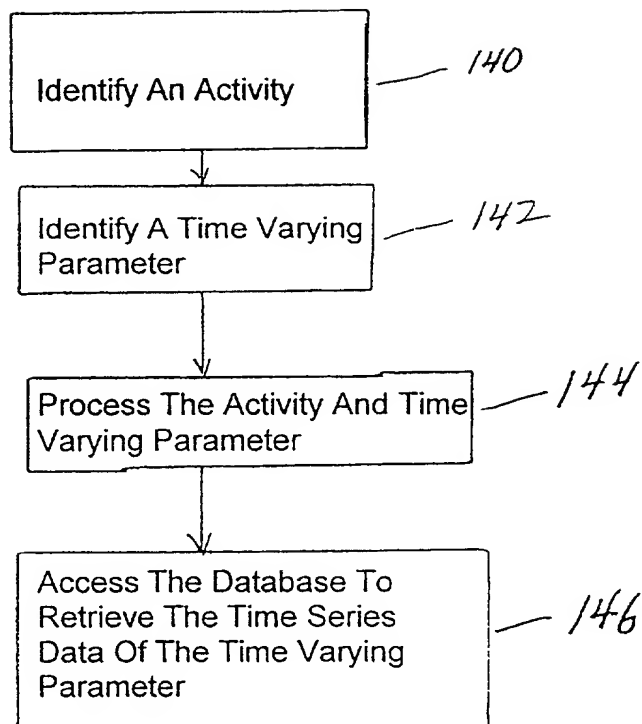 Identify An Activity
140
Identify A Time Varying
Parameter
142
Process The Activity And Time
Varying Parameter
144
Access The Database To
Retrieve The Time Series
Data Of The Time Varying
Parameter
146